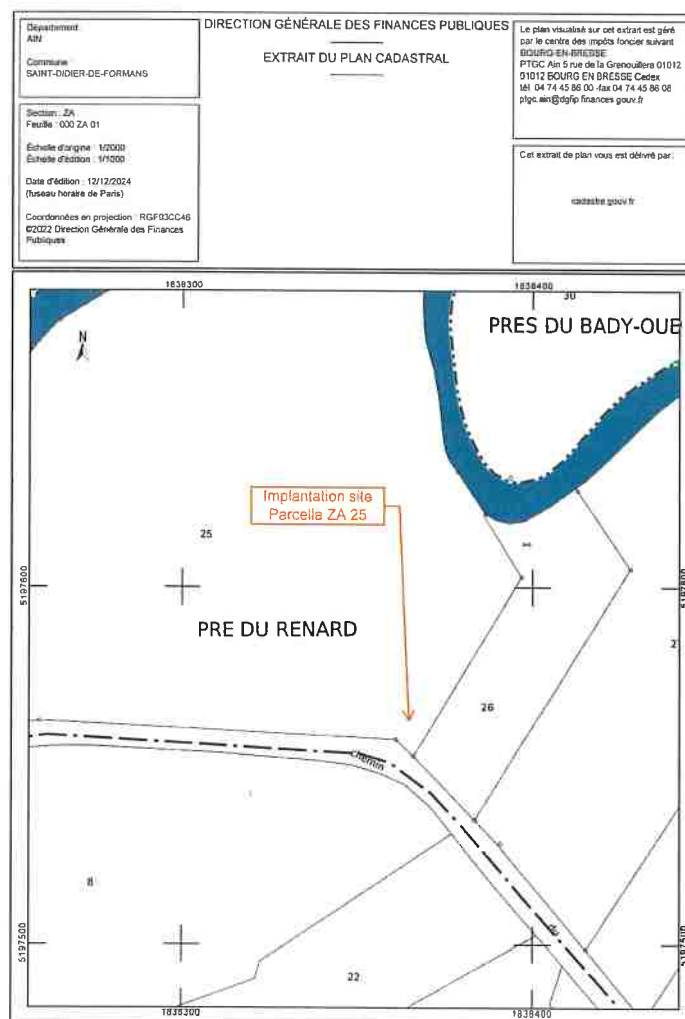 Département :
AIN
Commune :
SAINT-DIDIER-DE-FORMANS
Section : ZA
Feuille : 000 ZA 01
Échelle d'origine : 1/2000
Échelle d'édition : 1/1000
Date d'édition : 12/12/2024
(fuseau horaire de Paris)
Coordonnées en projection : RGF93CC46
©2022 Direction Générale des Finances
Publiques
DIRECTION GÉNÉRALE DES FINANCES PUBLIQUES
EXTRAIT DU PLAN CADASTRAL
Le plan visualisé sur cet extrait est géré
par le centre des impôts foncier suivant :
BOURG-EN-BRESSE
PTGC Ain 5 rue de la Grenouillère 01012
01012 BOURG EN BRESSE Cedex
tél. 04 74 45 86 00 -fax 04 74 45 86 08
ptgc.ain@dgfip.finances.gouv.fr
Cet extrait de plan vous est délivré par :
cadastre.gouv.fr
1838300
1838400
30
PRES DU BADY-OUE
N
Implantation site
Parcelle ZA 25
25
5197600
5197600
PRE DU RENARD
26
Chemin
8
du
5197500
5197500
22
1838300
1838400